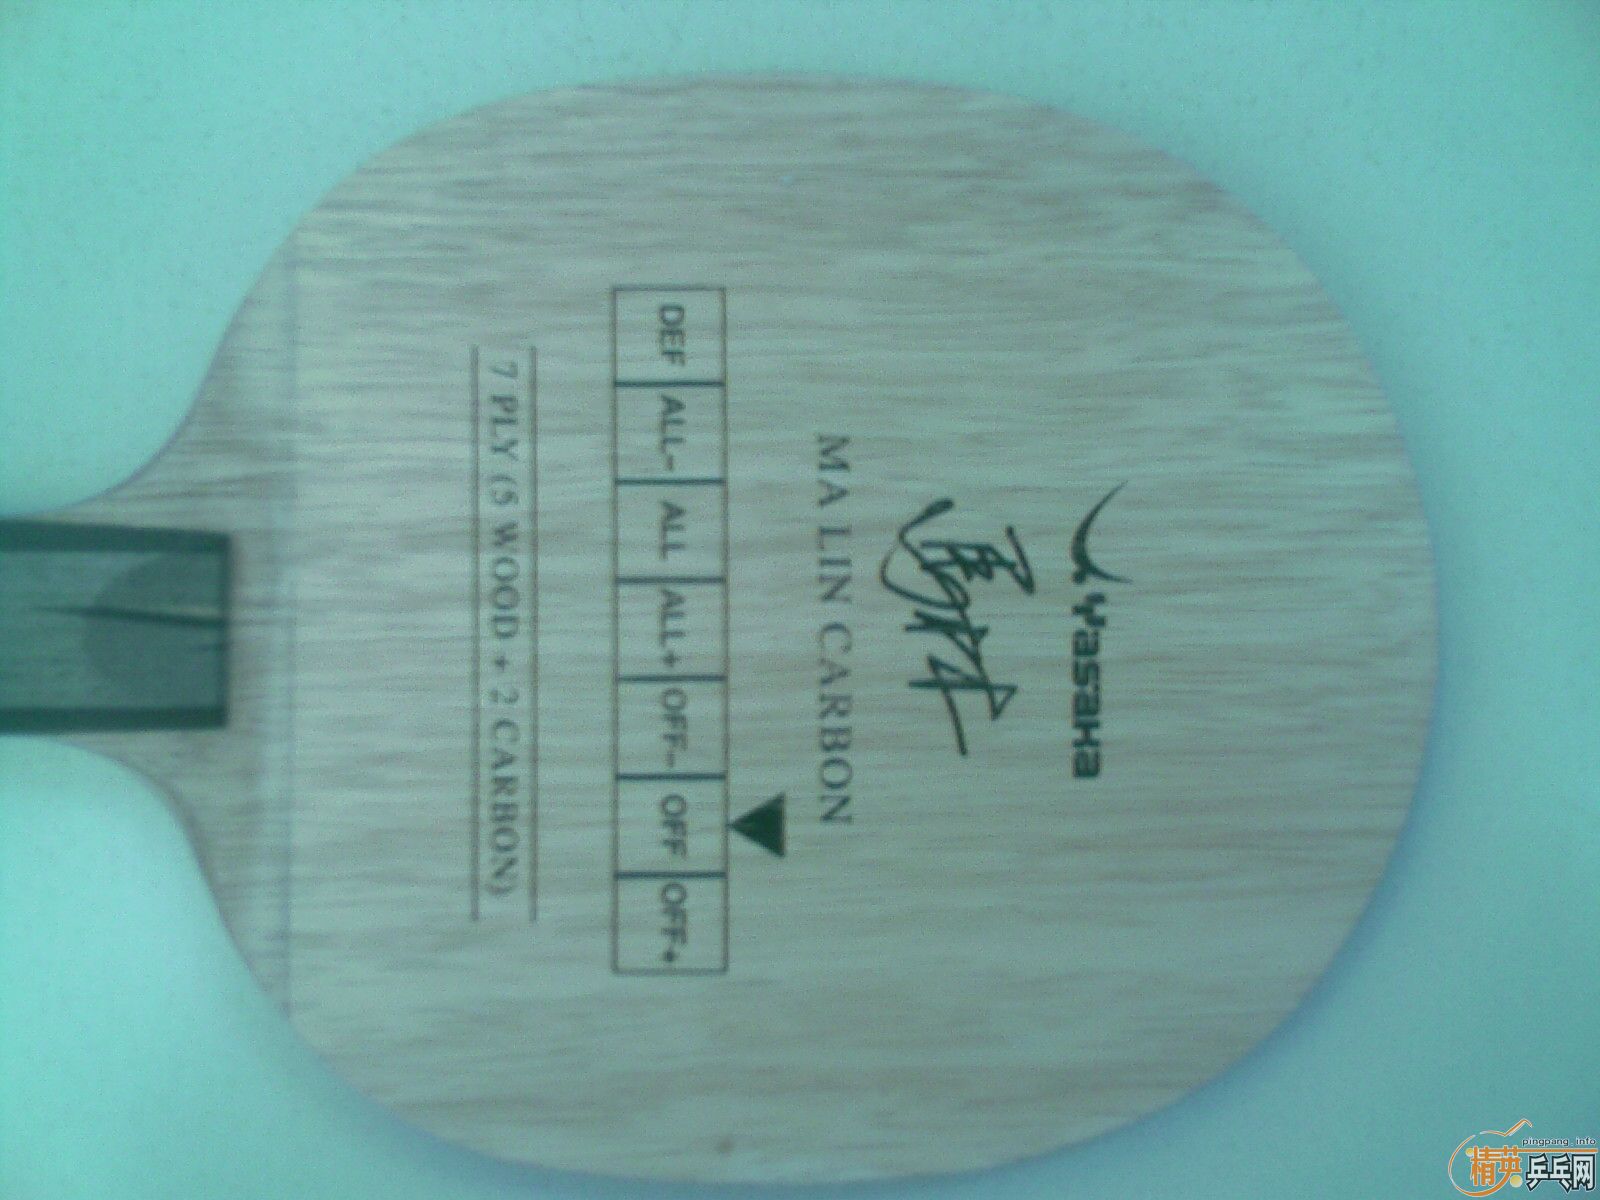 Yasaka
马林
MA LIN CARBON
DEF ALL- ALL ALL+ OFF- OFF OFF+
7 PLY (5 WOOD + 2 CARBON)
pingpang.info
精英乒乓网